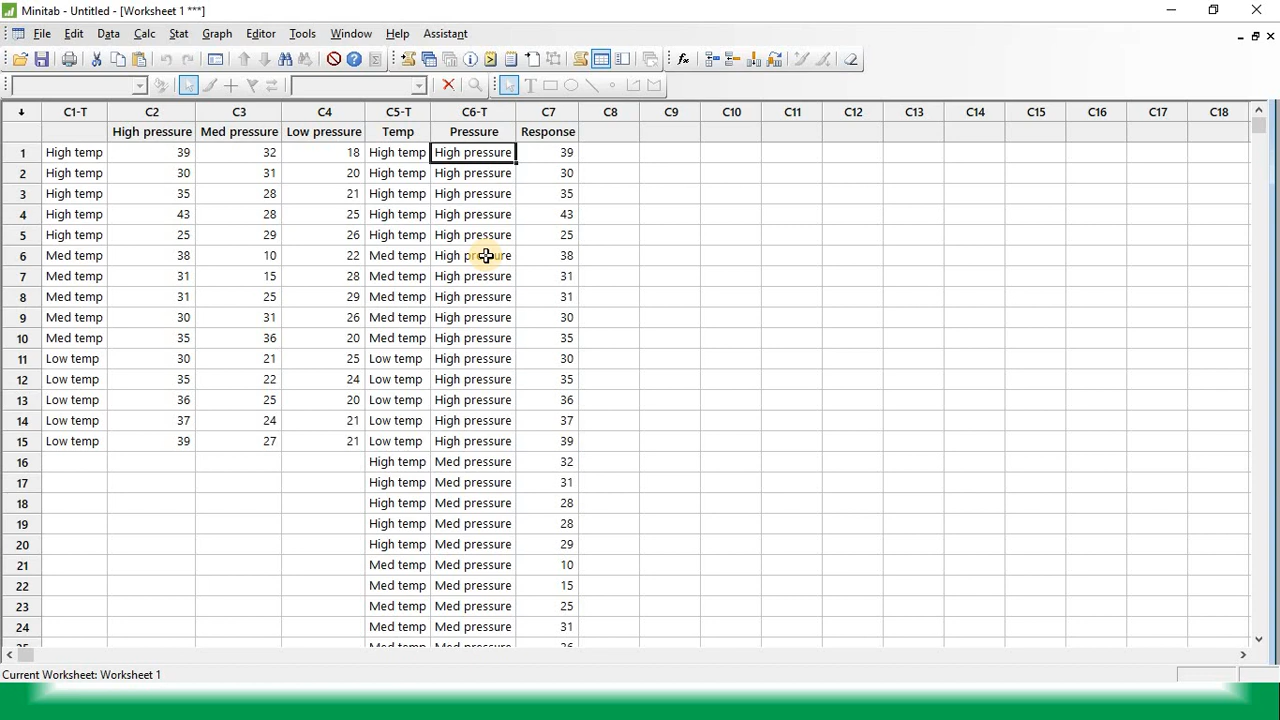 Minitab - Untitled - [Worksheet 1 ***]
File Edit Data Calc Stat Graph Editor Tools Window Help Assistant
C1-T C2 C3 C4 C5-T C6-T C7 C8 C9 C10 C11 C12 C13 C14 C15 C16 C17 C18
High pressure Med pressure Low pressure Temp Pressure Response
1 High temp 39 32 18 High temp High pressure 39
2 High temp 30 31 20 High temp High pressure 30
3 High temp 35 28 21 High temp High pressure 35
4 High temp 43 28 25 High temp High pressure 43
5 High temp 25 29 26 High temp High pressure 25
6 Med temp 38 10 22 Med temp High pressure 38
7 Med temp 31 15 28 Med temp High pressure 31
8 Med temp 31 25 29 Med temp High pressure 31
9 Med temp 30 31 26 Med temp High pressure 30
10 Med temp 35 36 20 Med temp High pressure 35
11 Low temp 30 21 25 Low temp High pressure 30
12 Low temp 35 22 24 Low temp High pressure 35
13 Low temp 36 25 20 Low temp High pressure 36
14 Low temp 37 24 21 Low temp High pressure 37
15 Low temp 39 27 21 Low temp High pressure 39
16 High temp Med pressure 32
17 High temp Med pressure 31
18 High temp Med pressure 28
19 High temp Med pressure 28
20 High temp Med pressure 29
21 Med temp Med pressure 10
22 Med temp Med pressure 15
23 Med temp Med pressure 25
24 Med temp Med pressure 31
25 Med temp Med pressure 36
Current Worksheet: Worksheet 1